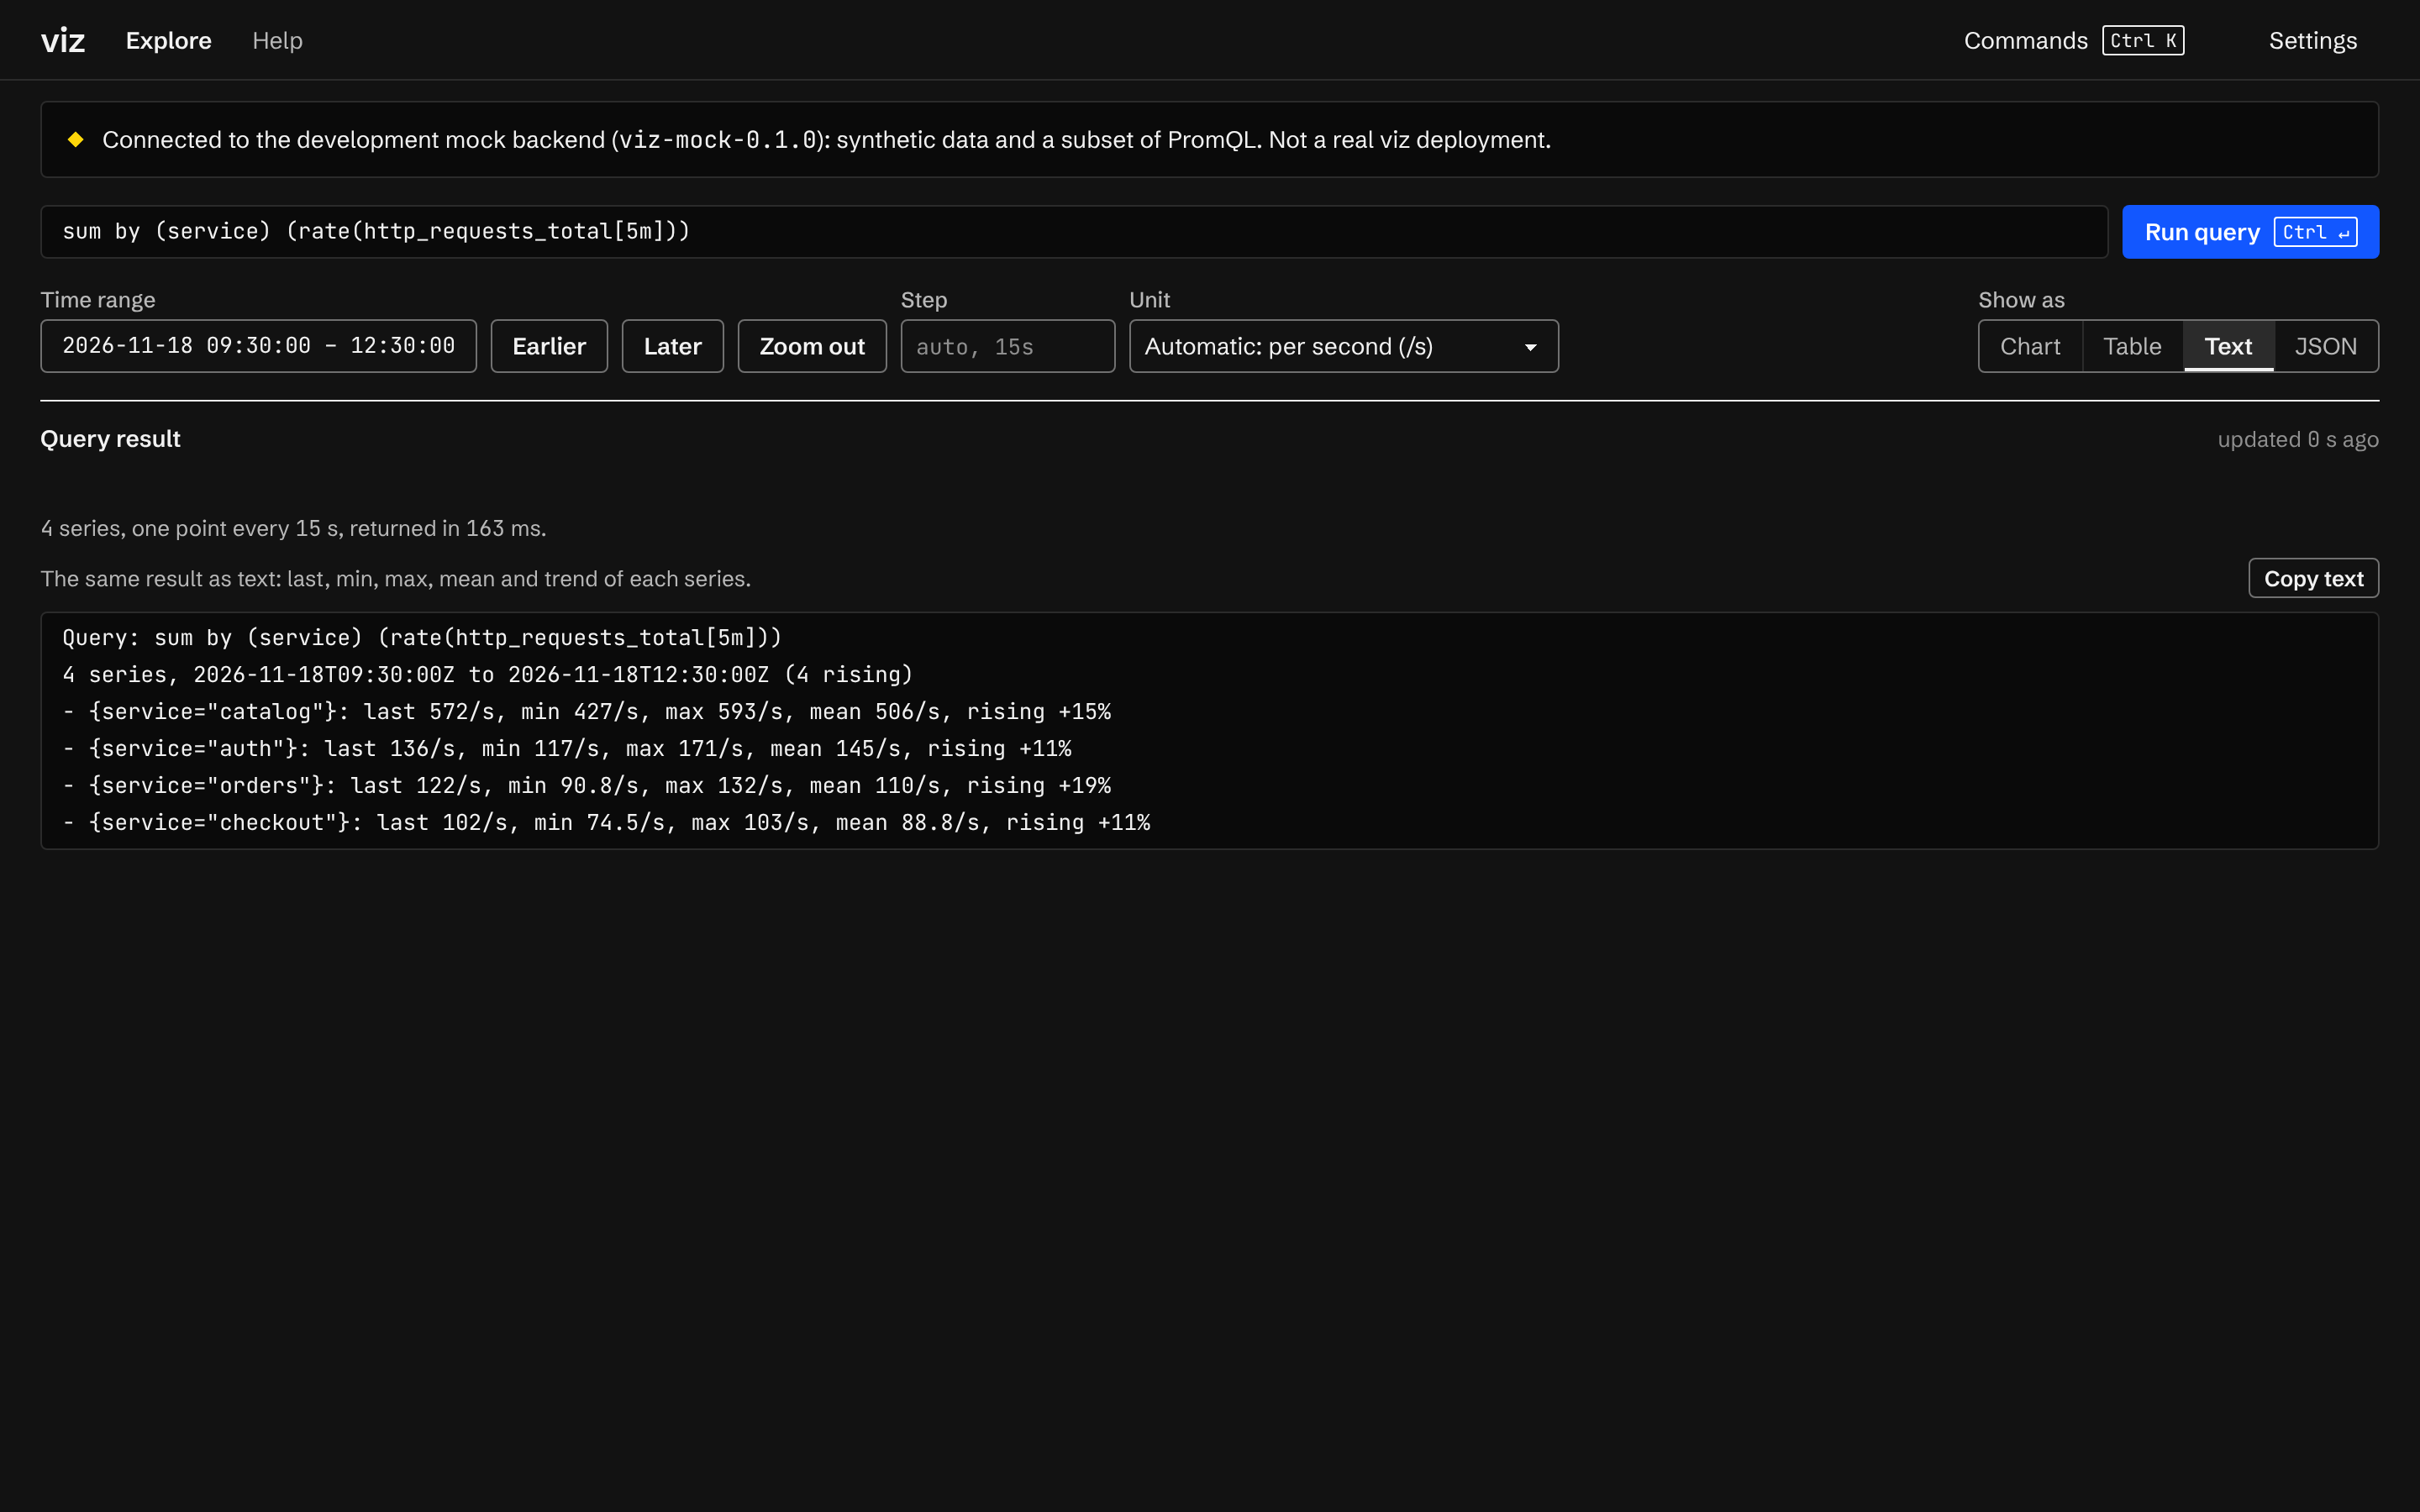 viz Explore Help Commands Ctrl K Settings
Connected to the development mock backend (viz-mock-0.1.0): synthetic data and a subset of PromQL. Not a real viz deployment.
sum by (service) (rate(http_requests_total[5m])) Run query Ctrl ↵
Time range Step Unit Show as
2026-11-18 09:30:00 – 12:30:00 Earlier Later Zoom out auto, 15s Automatic: per second (/s) Chart Table Text JSON
Query result updated 0 s ago
4 series, one point every 15 s, returned in 163 ms.
The same result as text: last, min, max, mean and trend of each series. Copy text
Query: sum by (service) (rate(http_requests_total[5m]))
4 series, 2026-11-18T09:30:00Z to 2026-11-18T12:30:00Z (4 rising)
- {service="catalog"}: last 572/s, min 427/s, max 593/s, mean 506/s, rising +15%
- {service="auth"}: last 136/s, min 117/s, max 171/s, mean 145/s, rising +11%
- {service="orders"}: last 122/s, min 90.8/s, max 132/s, mean 110/s, rising +19%
- {service="checkout"}: last 102/s, min 74.5/s, max 103/s, mean 88.8/s, rising +11%